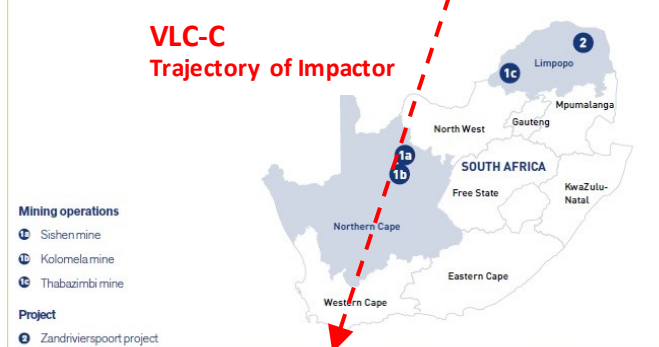 VLC-C
Trajectory of Impactor
2
Limpopo
1c
Mpumalanga
Gauteng
North West
1a
SOUTH AFRICA
1b
Free State
KwaZulu-
Natal
Mining operations
1a Sishen mine
Northern Cape
1b Kolomela mine
1c Thabazimbi mine
Eastern Cape
Western Cape
Project
2 Zandrivierspoort project